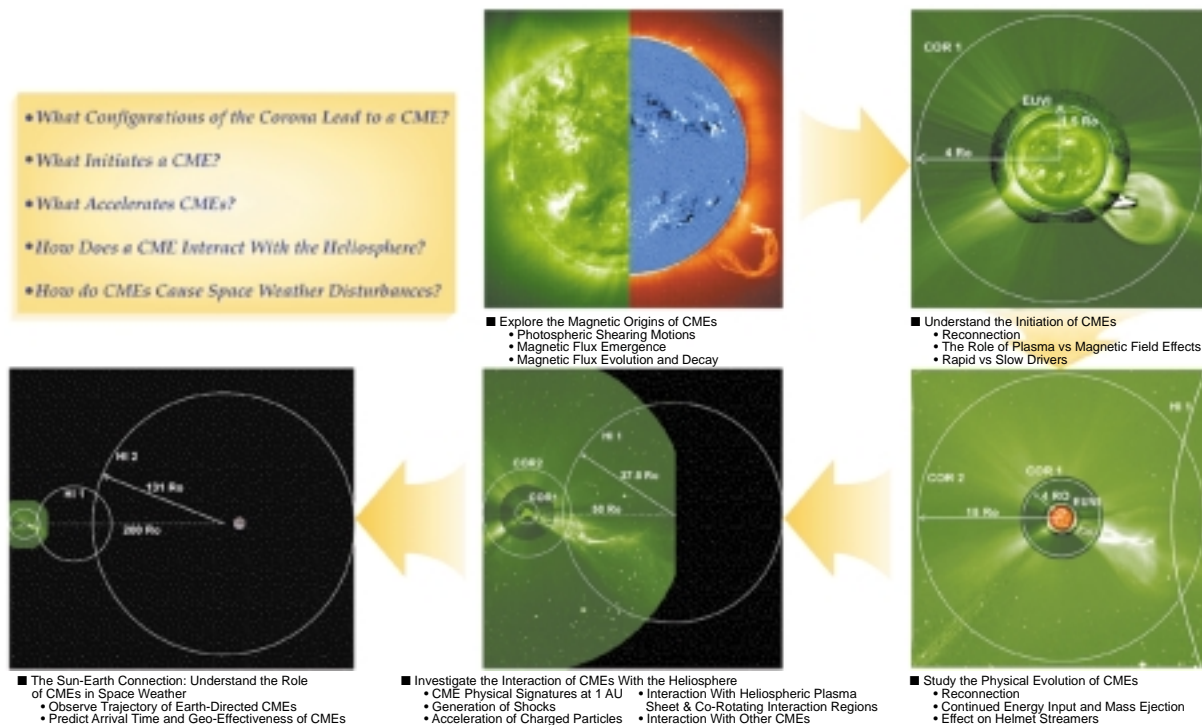 • What Configurations of the Corona Lead to a CME?
• What Initiates a CME?
• What Accelerates CMEs?
• How Does a CME Interact With the Heliosphere?
• How do CMEs Cause Space Weather Disturbances?
■ Explore the Magnetic Origins of CMEs
• Photospheric Shearing Motions
• Magnetic Flux Emergence
• Magnetic Flux Evolution and Decay
COR 1
EUVI
1.5 Ro
4 Ro
■ Understand the Initiation of CMEs
• Reconnection
• The Role of Plasma vs Magnetic Field Effects
• Rapid vs Slow Drivers
HI 1
COR 2
COR 1
4 RO
EUVI
18 Ro
■ Study the Physical Evolution of CMEs
• Reconnection
• Continued Energy Input and Mass Ejection
• Effect on Helmet Streamers
HI 1
COR2
COR1
37.8 Ro
58 Ro
■ Investigate the Interaction of CMEs With the Heliosphere
• CME Physical Signatures at 1 AU
• Generation of Shocks
• Acceleration of Charged Particles
• Interaction With Heliospheric Plasma
Sheet & Co-Rotating Interaction Regions
• Interaction With Other CMEs
HI 2
131 Ro
HI 1
200 Ro
■ The Sun-Earth Connection: Understand the Role
of CMEs in Space Weather
• Observe Trajectory of Earth-Directed CMEs
• Predict Arrival Time and Geo-Effectiveness of CMEs